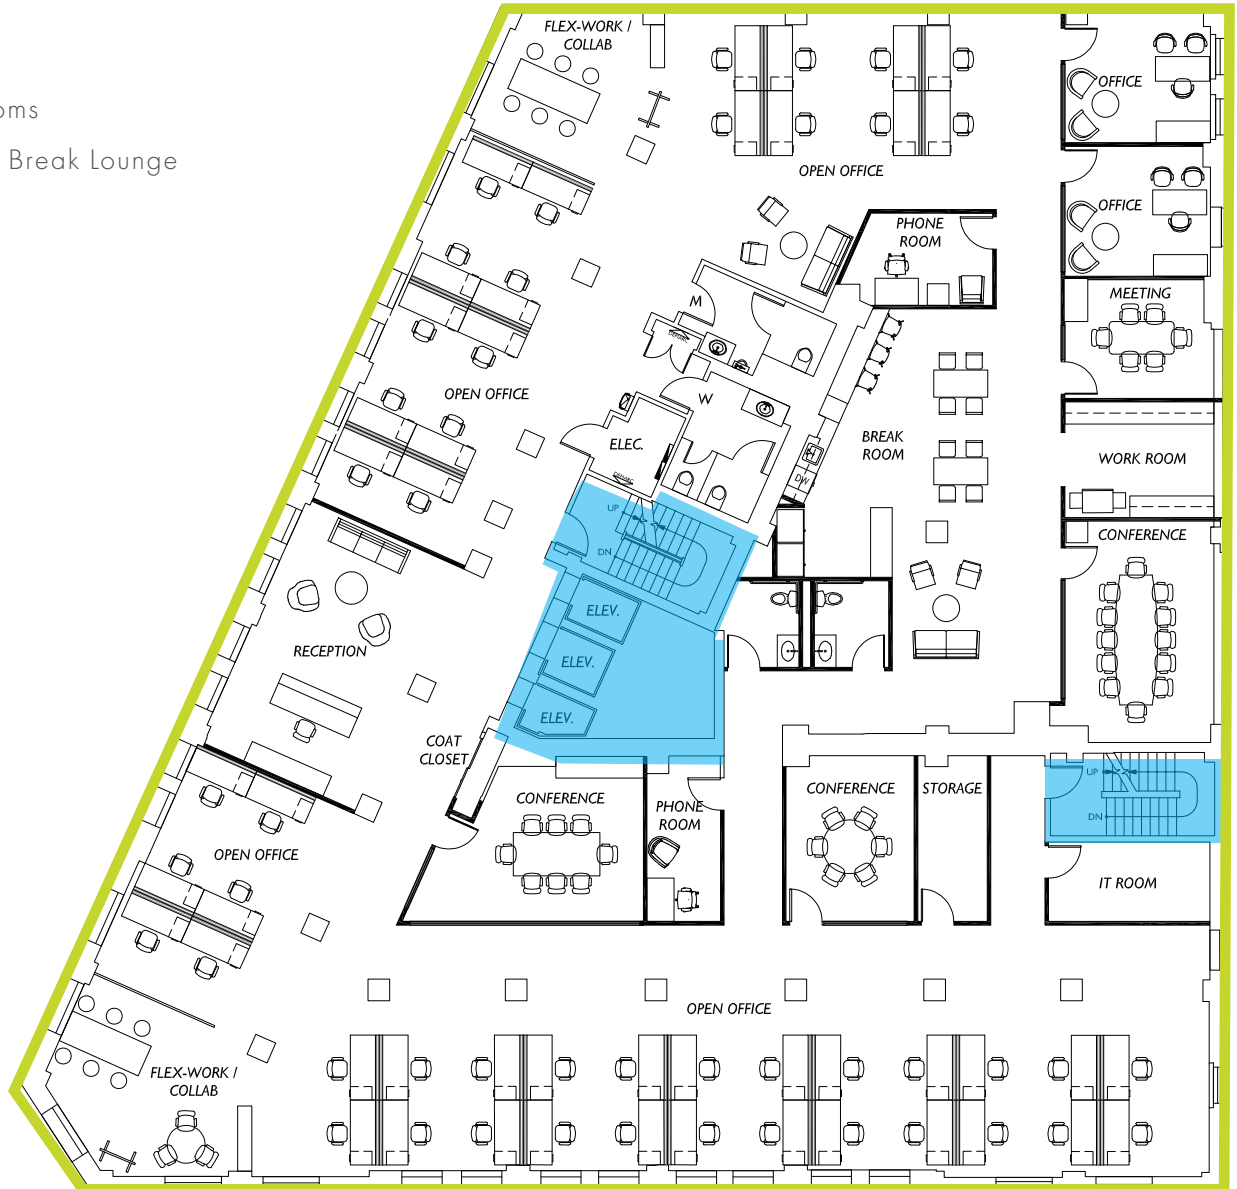 FLEX-WORK /
COLLAB
ooms
Break Lounge
OFFICE
OPEN OFFICE
OFFICE
PHONE
ROOM
M
MEETING
OPEN OFFICE
W
ELEC.
BREAK
ROOM
WORK ROOM
DW
UP
DN
CONFERENCE
ELEV.
RECEPTION
ELEV.
ELEV.
COAT
CLOSET
UP
CONFERENCE
PHONE
ROOM
CONFERENCE
STORAGE
DN
OPEN OFFICE
IT ROOM
OPEN OFFICE
FLEX-WORK /
COLLAB